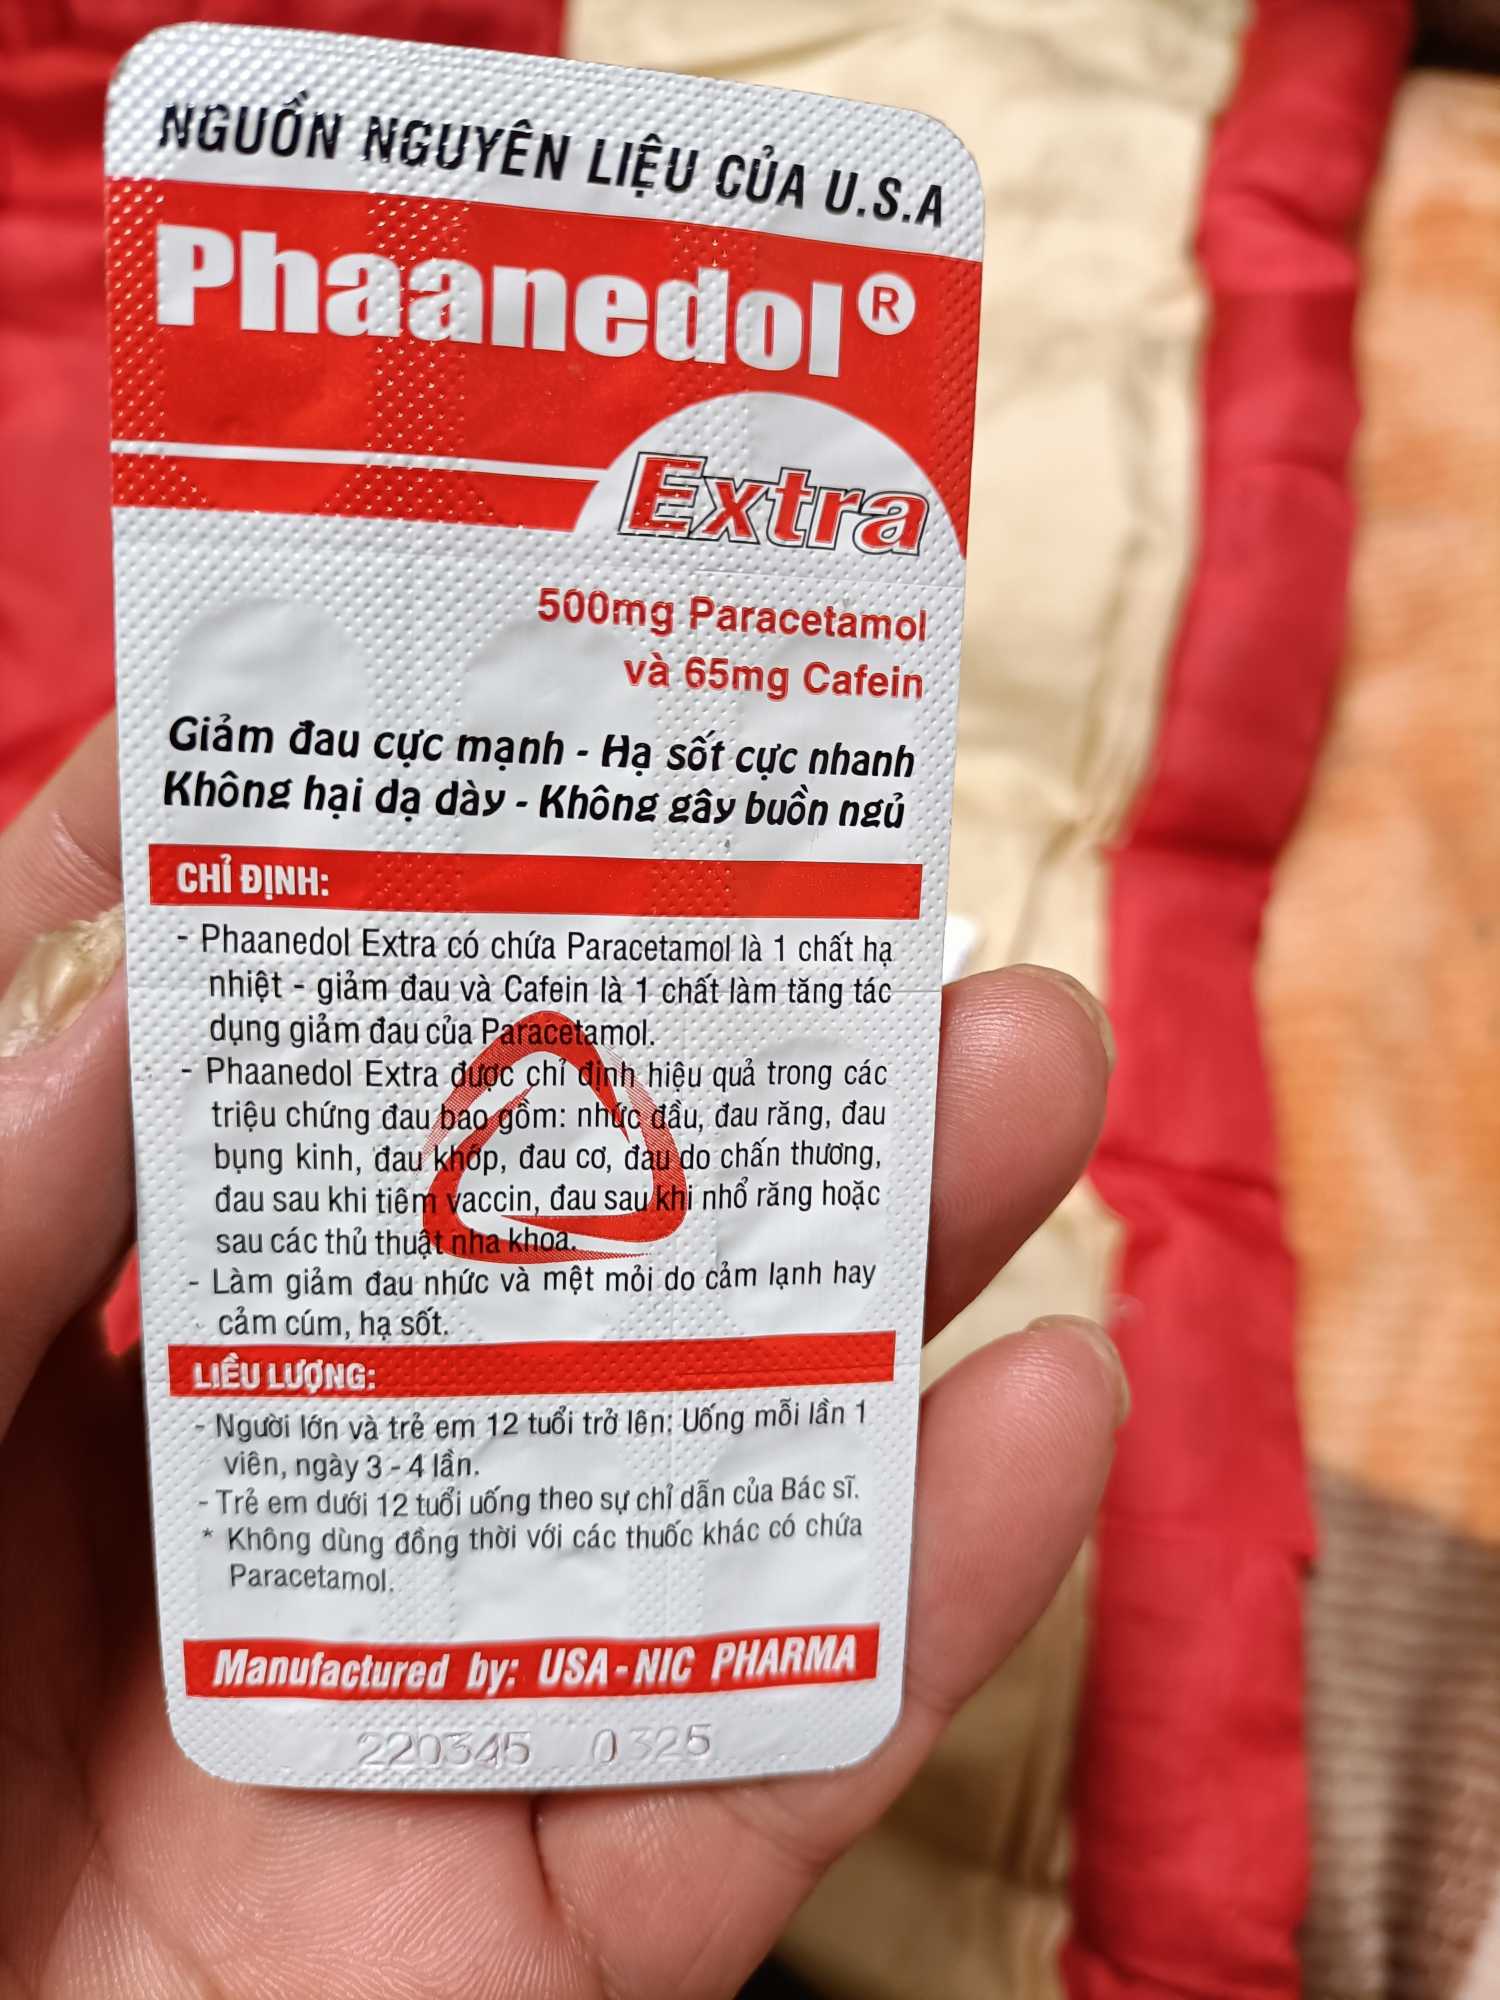 NGUỒN NGUYÊN LIỆU CỦA U.S.A
Phaanedol®
Extra
500mg Paracetamol
và 65mg Cafein
Giảm đau cực mạnh - Hạ sốt cực nhanh
Không hại dạ dày - Không gây buồn ngủ
CHỈ ĐỊNH:
- Phaanedol Extra có chứa Paracetamol là 1 chất hạ
nhiệt - giảm đau và Cafein là 1 chất làm tăng tác
dụng giảm đau của Paracetamol.
- Phaanedol Extra được chỉ định hiệu quả trong các
triệu chứng đau bao gồm: nhức đầu, đau răng, đau
bụng kinh, đau khớp, đau cơ, đau do chấn thương,
đau sau khi tiêm vaccin, đau sau khi nhổ răng hoặc
sau các thủ thuật nha khoa.
- Làm giảm đau nhức và mệt mỏi do cảm lạnh hay
cảm cúm, hạ sốt.
LIỀU LƯỢNG:
- Người lớn và trẻ em 12 tuổi trở lên: Uống mỗi lần 1
viên, ngày 3 - 4 lần.
- Trẻ em dưới 12 tuổi uống theo sự chỉ dẫn của Bác sĩ.
* Không dùng đồng thời với các thuốc khác có chứa
Paracetamol.
Manufactured by: USA - NIC PHARMA
220345 0325